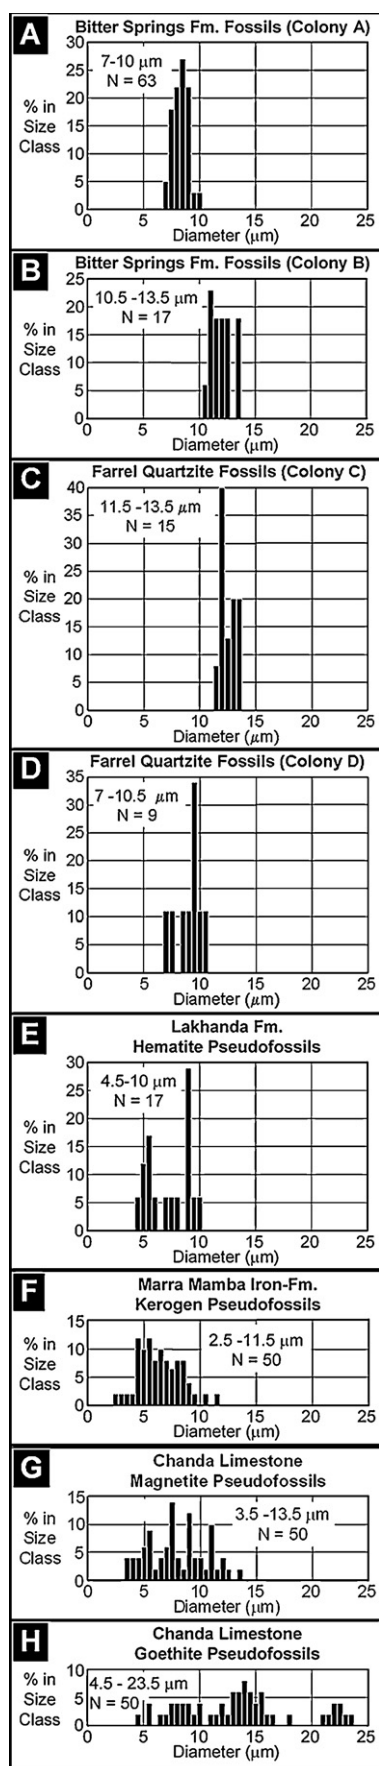 A
Bitter Springs Fm. Fossils (Colony A)
30
25
20
15
10
5
0
7-10 μm
N = 63
% in
Size
Class
0 5 10 15 20 25
Diameter (μm)
B
Bitter Springs Fm. Fossils (Colony B)
25
20
15
10
5
0
10.5 -13.5 μm
N = 17
% in
Size
Class
0 5 10 15 20 25
Diameter (μm)
C
Farrel Quartzite Fossils (Colony C)
40
35
30
25
20
15
10
5
0
11.5 -13.5 μm
N = 15
% in
Size
Class
0 5 10 15 20 25
Diameter (μm)
D
Farrel Quartzite Fossils (Colony D)
35
30
25
20
15
10
5
0
7 -10.5 μm
N = 9
% in
Size
Class
0 5 10 15 20 25
Diameter (μm)
E
Lakhanda Fm.
Hematite Pseudofossils
30
25
20
15
10
5
0
4.5-10 μm
N = 17
% in
Size
Class
0 5 10 15 20 25
Diameter (μm)
F
Marra Mamba Iron-Fm.
Kerogen Pseudofossils
15
10
5
0
2.5 -11.5 μm
N = 50
% in
Size
Class
0 5 10 15 20 25
Diameter (μm)
G
Chanda Limestone
Magnetite Pseudofossils
15
10
5
0
3.5 -13.5 μm
N = 50
% in
Size
Class
0 5 10 15 20 25
Diameter (μm)
H
Chanda Limestone
Goethite Pseudofossils
10
5
0
4.5 - 23.5 μm
N = 50
% in
Size
Class
0 5 10 15 20 25
Diameter (μm)